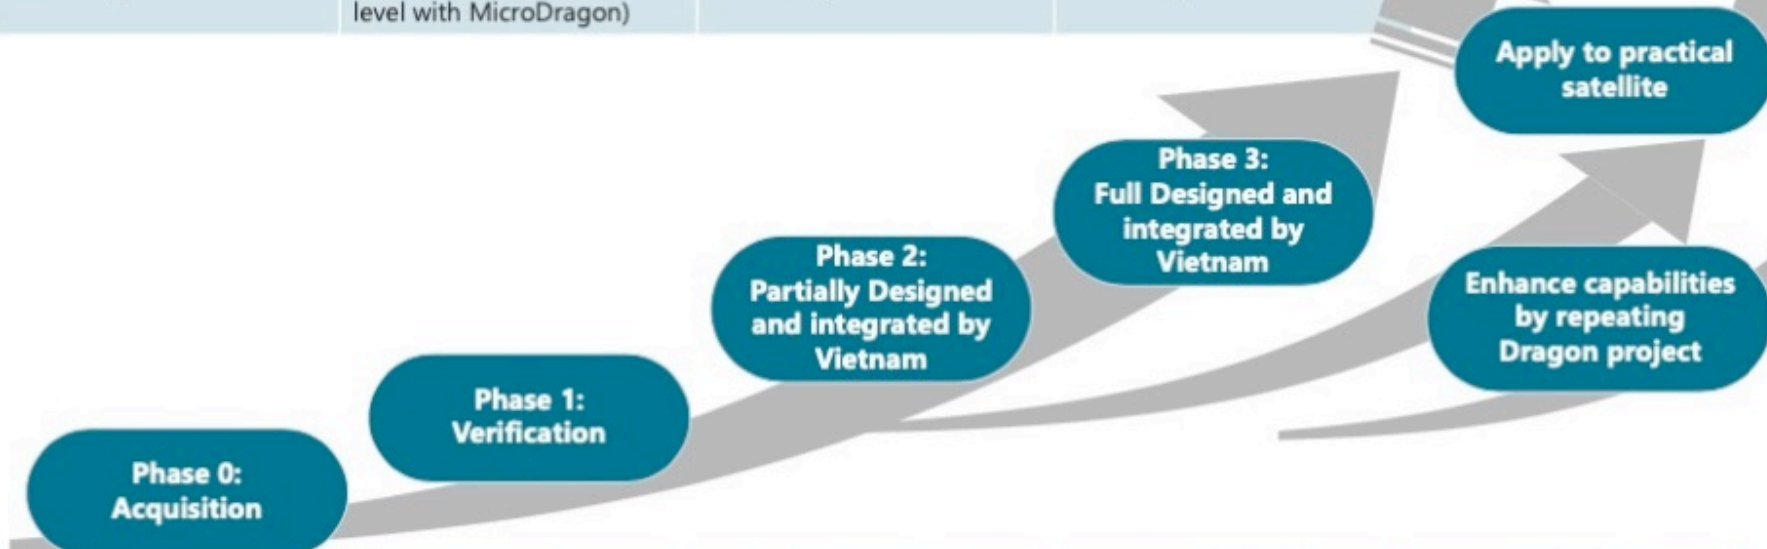 level with MicroDragon)
Apply to practical
satellite
Phase 3:
Full Designed and
integrated by
Vietnam
Phase 2:
Partially Designed
and integrated by
Vietnam
Enhance capabilities
by repeating
Dragon project
Phase 1:
Verification
Phase 0:
Acquisition